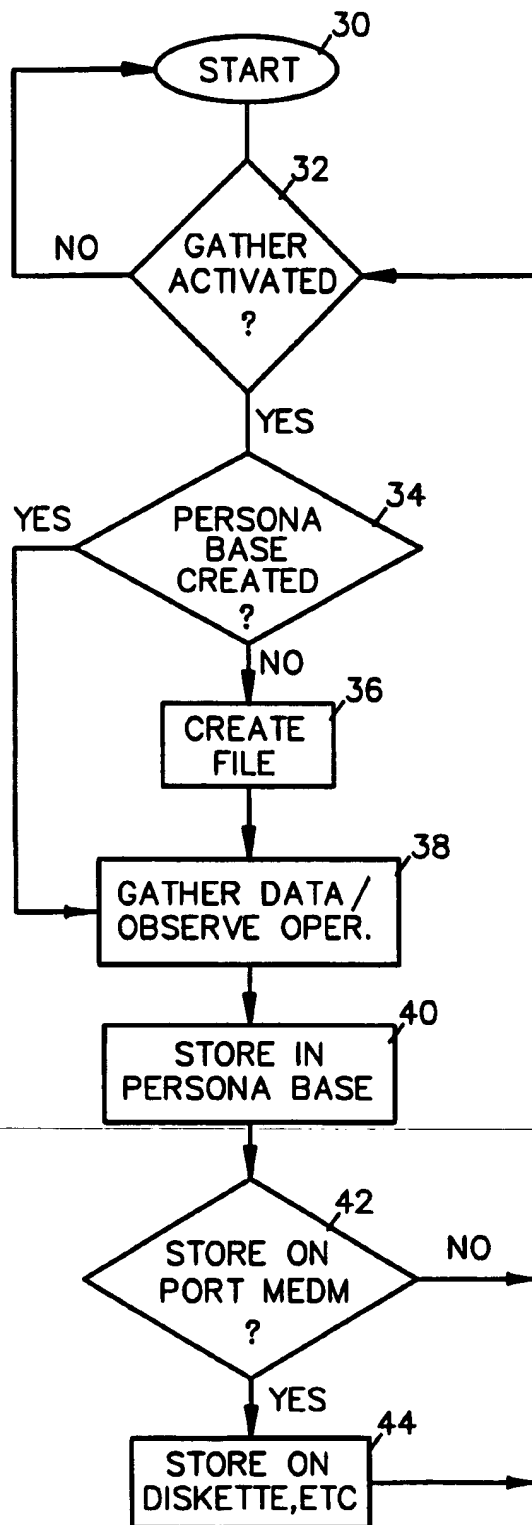 30
START
32
NO
GATHER
ACTIVATED
?
YES
34
YES
PERSONA
BASE
CREATED
?
NO
36
CREATE
FILE
38
GATHER DATA/
OBSERVE OPER.
40
STORE IN
PERSONA BASE
42
STORE ON
PORT MEDM
?
NO
YES
44
STORE ON
DISKETTE,ETC